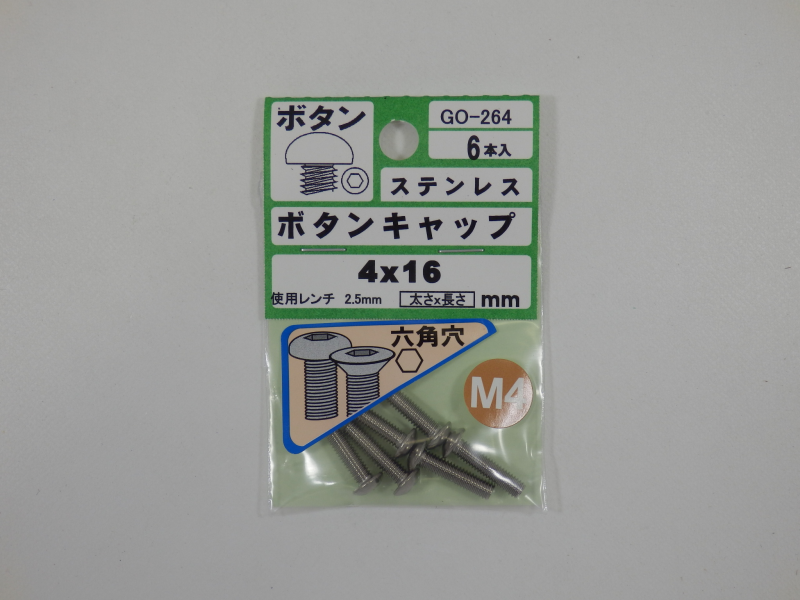 ボタン
GO-264
6本入
ステンレス
ボタンキャップ
4x16
使用レンチ 2.5mm 太さx長さ mm
六角穴
M4